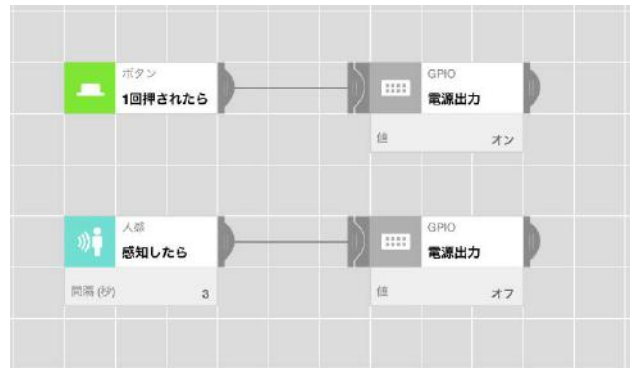 ボタン
1回押されたら
GPIO
電源出力
値 オン
人感
感知したら
間隔 (秒) 3
GPIO
電源出力
値 オフ